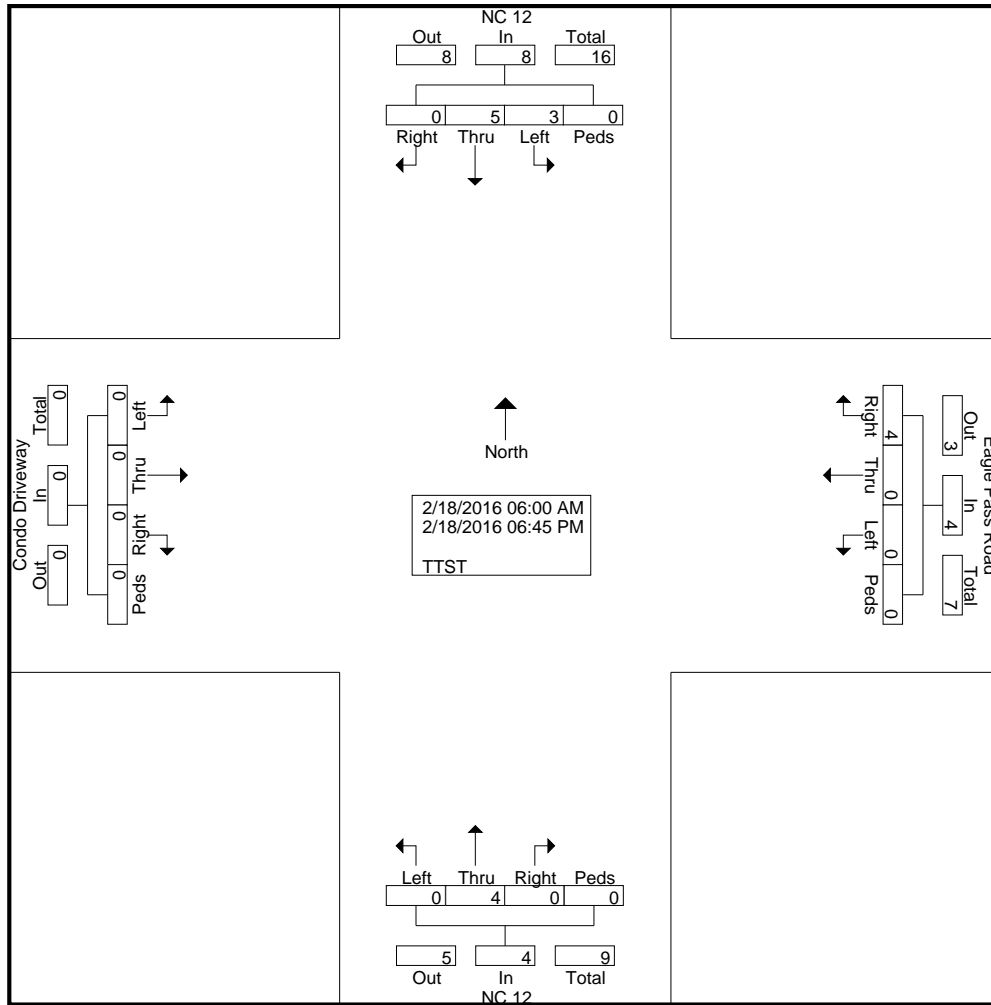 NC 12
Out In Total
8 8 16
0 5 3 0
Right Thru Left Peds
Condo Driveway
Total In Out
0 0 0
0 0 0 0
Left Thru Right Peds
North
2/18/2016 06:00 AM
2/18/2016 06:45 PM
TTST
Right Thru Left Peds
4 0 0 0
Out In Total
3 4 7
Eagle Pass Road
Left Thru Right Peds
0 4 0 0
5 4 9
Out In Total
NC 12